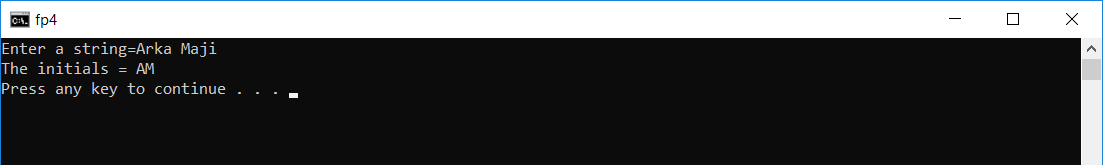 fp4
Enter a string=Arka Maji
The initials = AM
Press any key to continue . . .